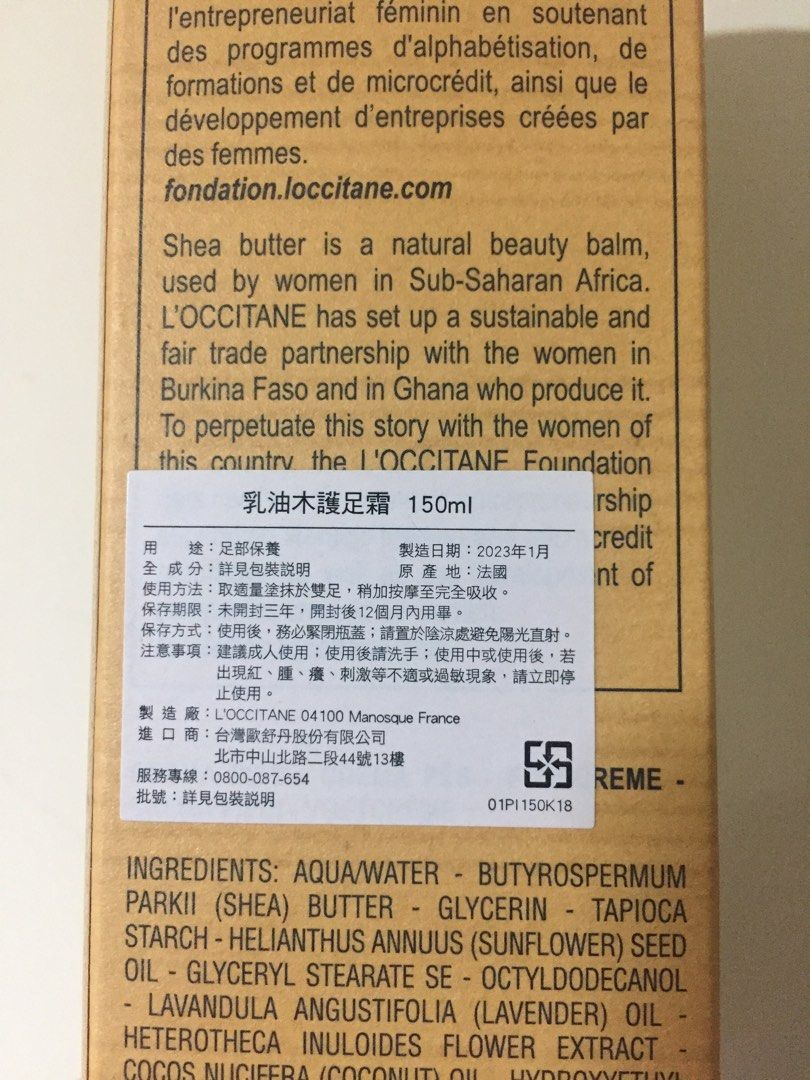 l'entrepreneuriat féminin en soutenant
des programmes d'alphabétisation, de
formations et de microcrédit, ainsi que le
développement d'entreprises créées par
des femmes.
fondation.loccitane.com
Shea butter is a natural beauty balm,
used by women in Sub-Saharan Africa.
L'OCCITANE has set up a sustainable and
fair trade partnership with the women in
Burkina Faso and in Ghana who produce it.
To perpetuate this story with the women of
this country, the L'OCCITANE Foundation
rship
credit
nt of
乳油木護足霜 150ml
用 途：足部保養 製造日期：2023年1月
全 成 分：詳見包裝説明 原 產 地：法國
使用方法：取適量塗抹於雙足，稍加按摩至完全吸收。
保存期限：未開封三年，開封後12個月內用畢。
保存方式：使用後，務必緊閉瓶蓋；請置於陰涼處避免陽光直射。
注意事項：建議成人使用；使用後請洗手；使用中或使用後，若
出現紅、腫、癢、刺激等不適或過敏現象，請立即停
止使用。
製 造 廠：L'OCCITANE 04100 Manosque France
進 口 商：台灣歐舒丹股份有限公司
北市中山北路二段44號13樓
服務專線：0800-087-654
批號：詳見包裝説明 01PI150K18
REME -
INGREDIENTS: AQUA/WATER - BUTYROSPERMUM
PARKII (SHEA) BUTTER - GLYCERIN - TAPIOCA
STARCH - HELIANTHUS ANNUUS (SUNFLOWER) SEED
OIL - GLYCERYL STEARATE SE - OCTYLDODECANOL
- LAVANDULA ANGUSTIFOLIA (LAVENDER) OIL -
HETEROTHECA INULOIDES FLOWER EXTRACT -
COCOS NUCIFERA (COCONUT) OIL - HYDROXYETHYL